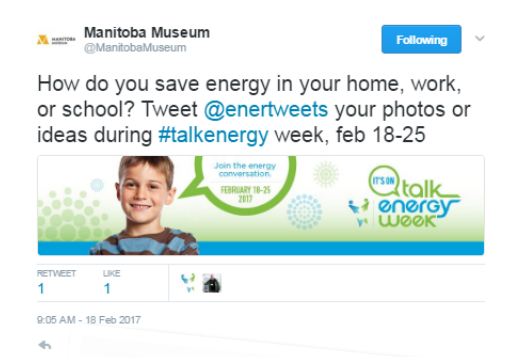 MANITOBA
MUSEUM
Manitoba Museum
@ManitobaMuseum
Following
How do you save energy in your home, work,
or school? Tweet @enertweets your photos or
ideas during #talkenergy week, feb 18-25
Join the energy
conversation.
FEBRUARY 18-25
2017
IT'S ON
talk
energy
week
RETWEET
1
LIKE
1
9:05 AM - 18 Feb 2017